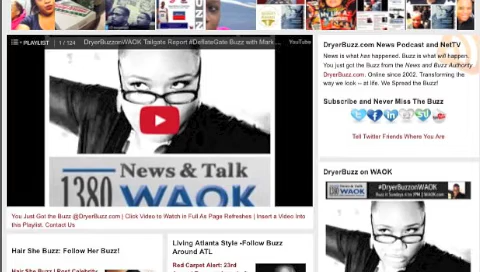 PLAYLIST 1 / 124 DryerBuzzonWAOK Tailgate Report #DeflateGate Buzz with Mark... YouTube
News & Talk
1380 WAOK
You Just Got the Buzz @DryerBuzz.com | Click Video to Watch in Full As Page Refreshes | Insert a Video Into
this Playlist. Contact Us
Hair She Buzz: Follow Her Buzz!
Living Atlanta Style -Follow Buzz
Around ATL
Red Carpet Alert: 23rd
DryerBuzz.com News Podcast and NetTV
News is what Has happened. Buzz is what will happen.
You just got the Buzz from the News and Buzz Authority
DryerBuzz.com. Online since 2002. Transforming the
way we look -- at life. We Spread the Buzz!
Subscribe and Never Miss The Buzz
Tell Twitter Friends Where You Are
DryerBuzz on WAOK
#DryerBuzzonWAOK